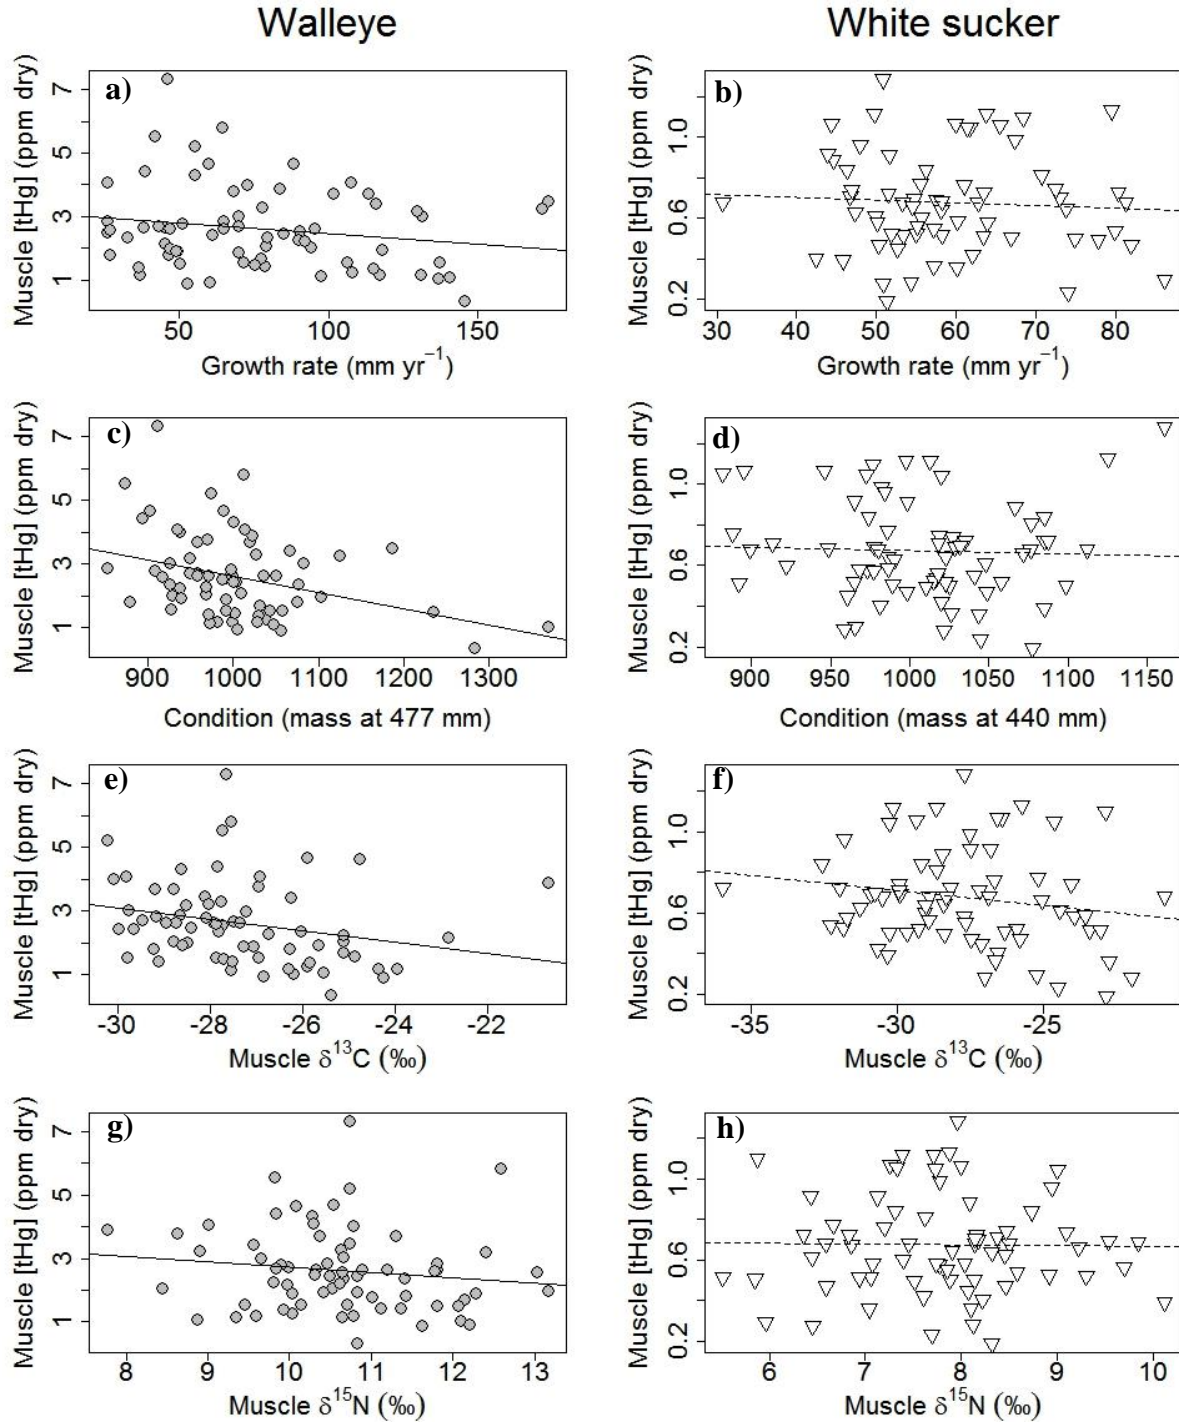 Walleye White sucker
a) b)
Muscle [tHg] (ppm dry) Muscle [tHg] (ppm dry)
7
5
3
1
1.0
0.6
0.2
50 100 150 30 40 50 60 70 80
Growth rate (mm yr⁻¹) Growth rate (mm yr⁻¹)
c) d)
Muscle [tHg] (ppm dry) Muscle [tHg] (ppm dry)
7
5
3
1
1.0
0.6
0.2
900 1000 1100 1200 1300 900 950 1000 1050 1100 1150
Condition (mass at 477 mm) Condition (mass at 440 mm)
e) f)
Muscle [tHg] (ppm dry) Muscle [tHg] (ppm dry)
7
5
3
1
1.0
0.6
0.2
-30 -28 -26 -24 -22 -35 -30 -25
Muscle δ¹³C (‰) Muscle δ¹³C (‰)
g) h)
Muscle [tHg] (ppm dry) Muscle [tHg] (ppm dry)
7
5
3
1
1.0
0.6
0.2
8 9 10 11 12 13 6 7 8 9 10
Muscle δ¹⁵N (‰) Muscle δ¹⁵N (‰)